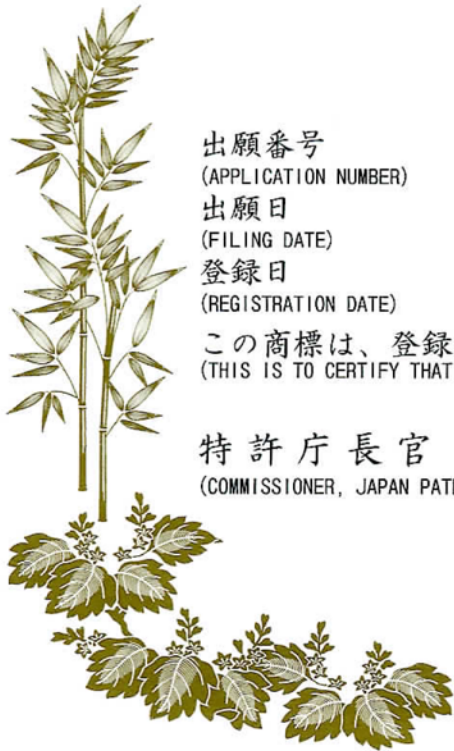 出願番号
(APPLICATION NUMBER)
出願日
(FILING DATE)
登録日
(REGISTRATION DATE)
この商標は、登録
(THIS IS TO CERTIFY THAT
特許庁長官
(COMMISSIONER, JAPAN PAT